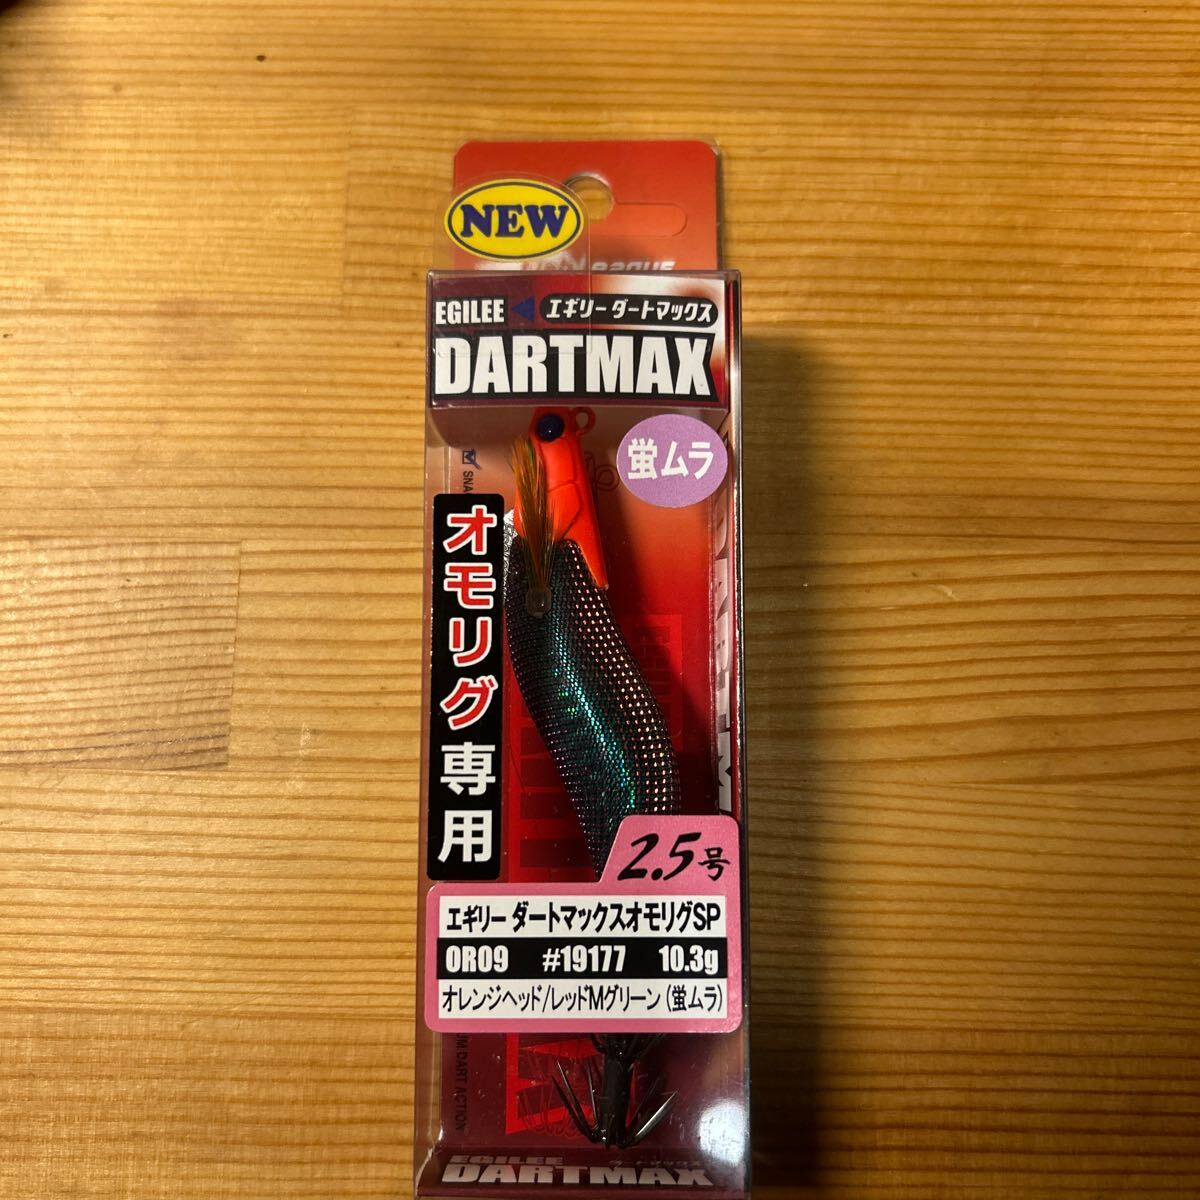 NEW
EGILEE エギリー ダートマックス
DARTMAX
蛍ムラ
オモリグ専用
2.5号
エギリー ダートマックスオモリグSP
OR09 #19177 10.3g
オレンジヘッド/レッドMグリーン(蛍ムラ)
DART ACTION
EGILEE
DARTMAX